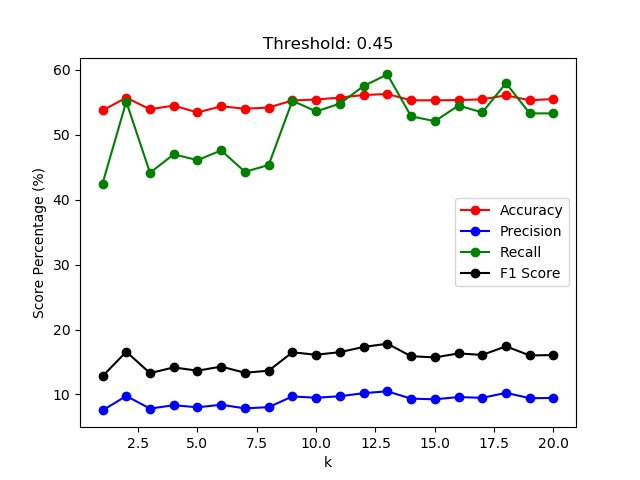 Threshold: 0.45
Score Percentage (%)
60
50
40
30
20
10
Accuracy
Precision
Recall
F1 Score
2.5 5.0 7.5 10.0 12.5 15.0 17.5 20.0
k